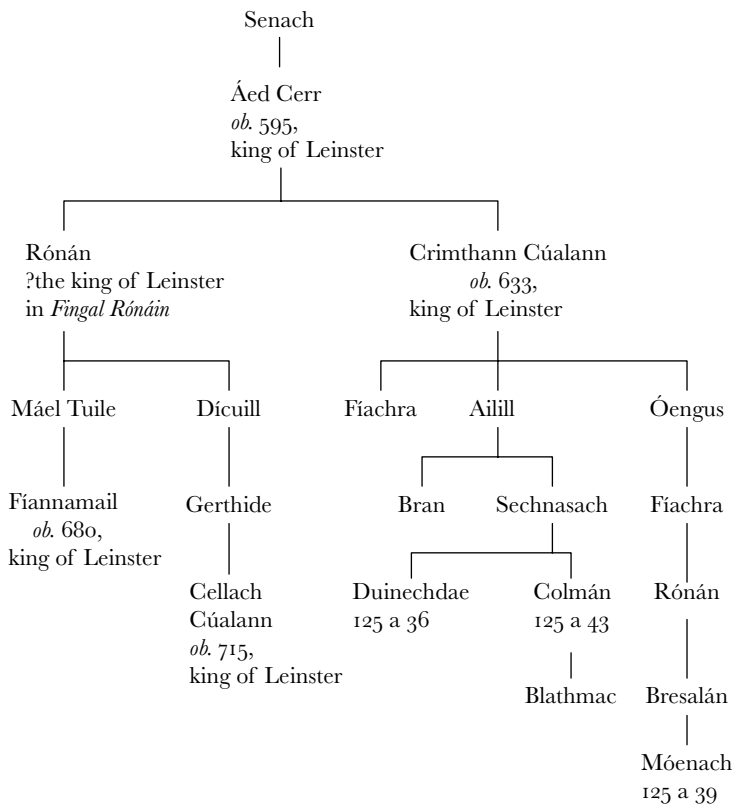 Senach
Áed Cerr
ob. 595,
king of Leinster
Rónán
?the king of Leinster
in Fingal Rónáin
Crimthann Cúalann
ob. 633,
king of Leinster
Máel Tuile
Dícuill
Fíachra
Ailill
Óengus
Fíannamail
ob. 680,
king of Leinster
Gerthide
Bran
Sechnasach
Fíachra
Cellach
Cúalann
ob. 715,
king of Leinster
Duinechdae
125 a 36
Colmán
125 a 43
Rónán
Blathmac
Bresalán
Móenach
125 a 39